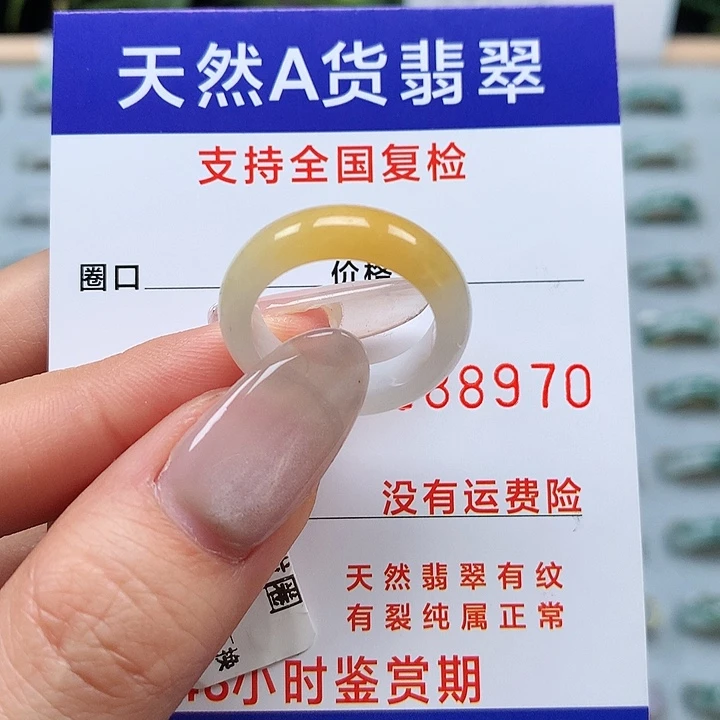 天然A货翡翠
支持全国复检
圈口 价格
88970
没有运费险
天然翡翠有纹
有裂纯属正常
48小时鉴赏期